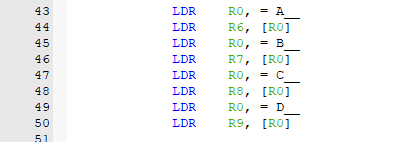 43 LDR R0, = A__
44 LDR R6, [R0]
45 LDR R0, = B__
46 LDR R7, [R0]
47 LDR R0, = C__
48 LDR R8, [R0]
49 LDR R0, = D__
50 LDR R9, [R0]
51